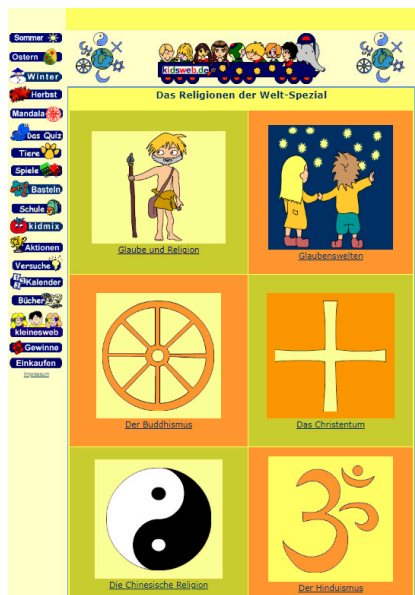 Sommer
Ostern
Winter
Herbst
Mandala
Das Quiz
Tiere
Spiele
Basteln
Schule
kidmix
Aktionen
Versuche
Kalender
Bücher
kleinesweb
Gewinne
Einkaufen
Impressum
kidsweb.de
Das Religionen der Welt-Spezial
Glaube und Religion
Glaubenswelten
Der Buddhismus
Das Christentum
Die Chinesische Religion
Der Hinduismus